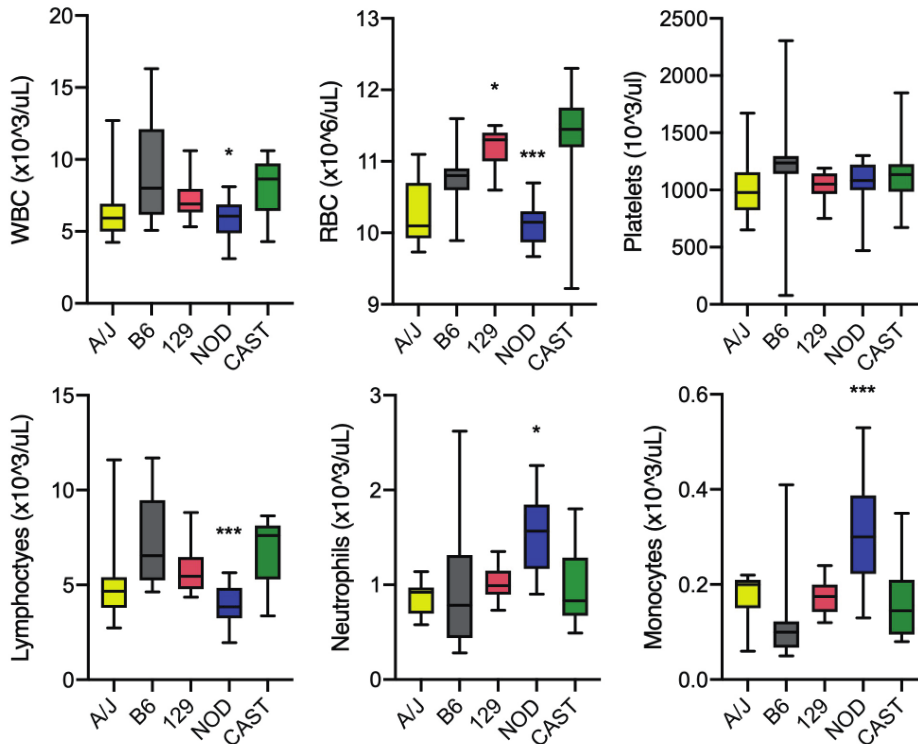 WBC (x10^3/uL)
20
15
10
5
0
*
A/J
B6
129
NOD
CAST
RBC (x10^6/uL)
13
12
11
10
9
*
***
A/J
B6
129
NOD
CAST
Platelets (10^3/ul)
2500
2000
1500
1000
500
0
A/J
B6
129
NOD
CAST
Lymphoctyes (x10^3/uL)
15
10
5
0
***
A/J
B6
129
NOD
CAST
Neutrophils (x10^3/uL)
3
2
1
0
*
A/J
B6
129
NOD
CAST
Monocytes (x10^3/uL)
0.6
0.4
0.2
0.0
***
A/J
B6
129
NOD
CAST